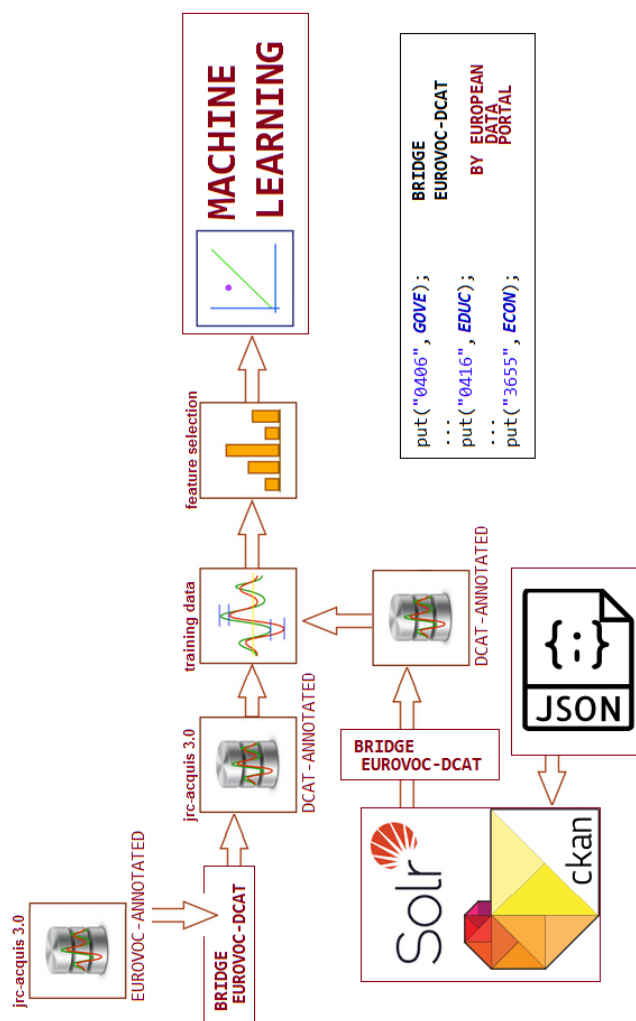 jrc-acquis 3.0
EUROVOC-ANNOTATED
BRIDGE
EUROVOC-DCAT
jrc-acquis 3.0
DCAT-ANNOTATED
training data
feature selection
MACHINE
LEARNING
Solr
ckan
BRIDGE
EUROVOC-DCAT
DCAT-ANNOTATED
{;}
JSON
put("0406",GOVE);
...
put("0416",EDUC);
...
put("3655",ECON);
BRIDGE
EUROVOC-DCAT
BY EUROPEAN
DATA
PORTAL